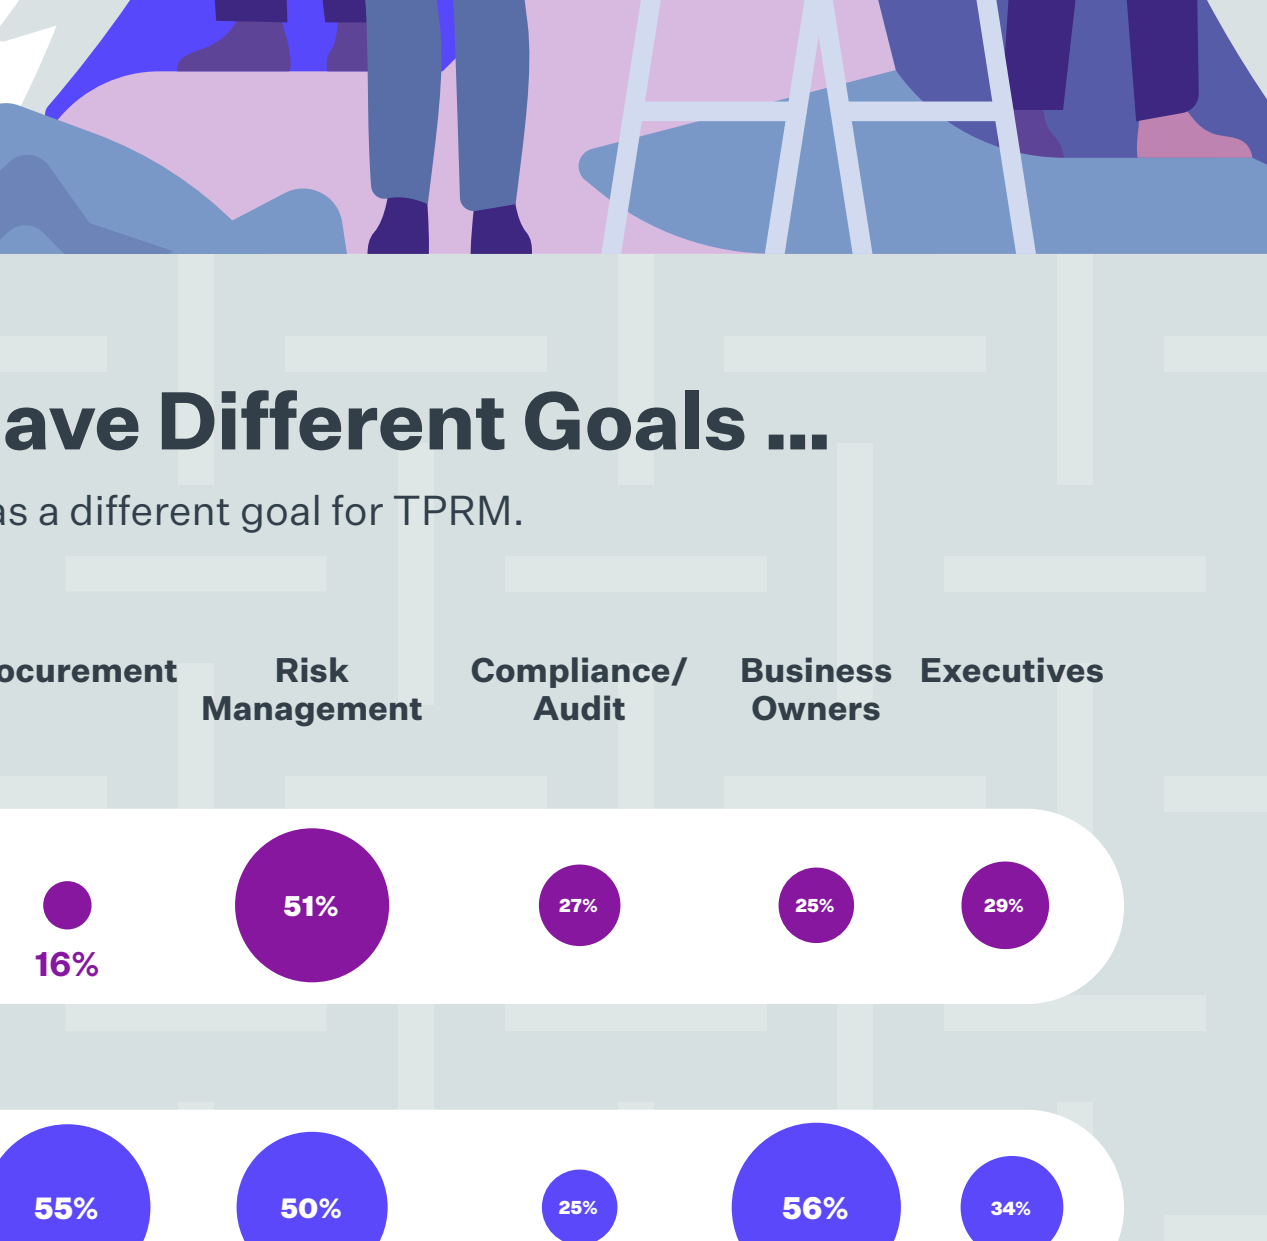 ave Different Goals ...
as a different goal for TPRM.
ocurement Risk Management Compliance/ Audit Business Owners Executives
16% 51% 27% 25% 29%
55% 50% 25% 56% 34%